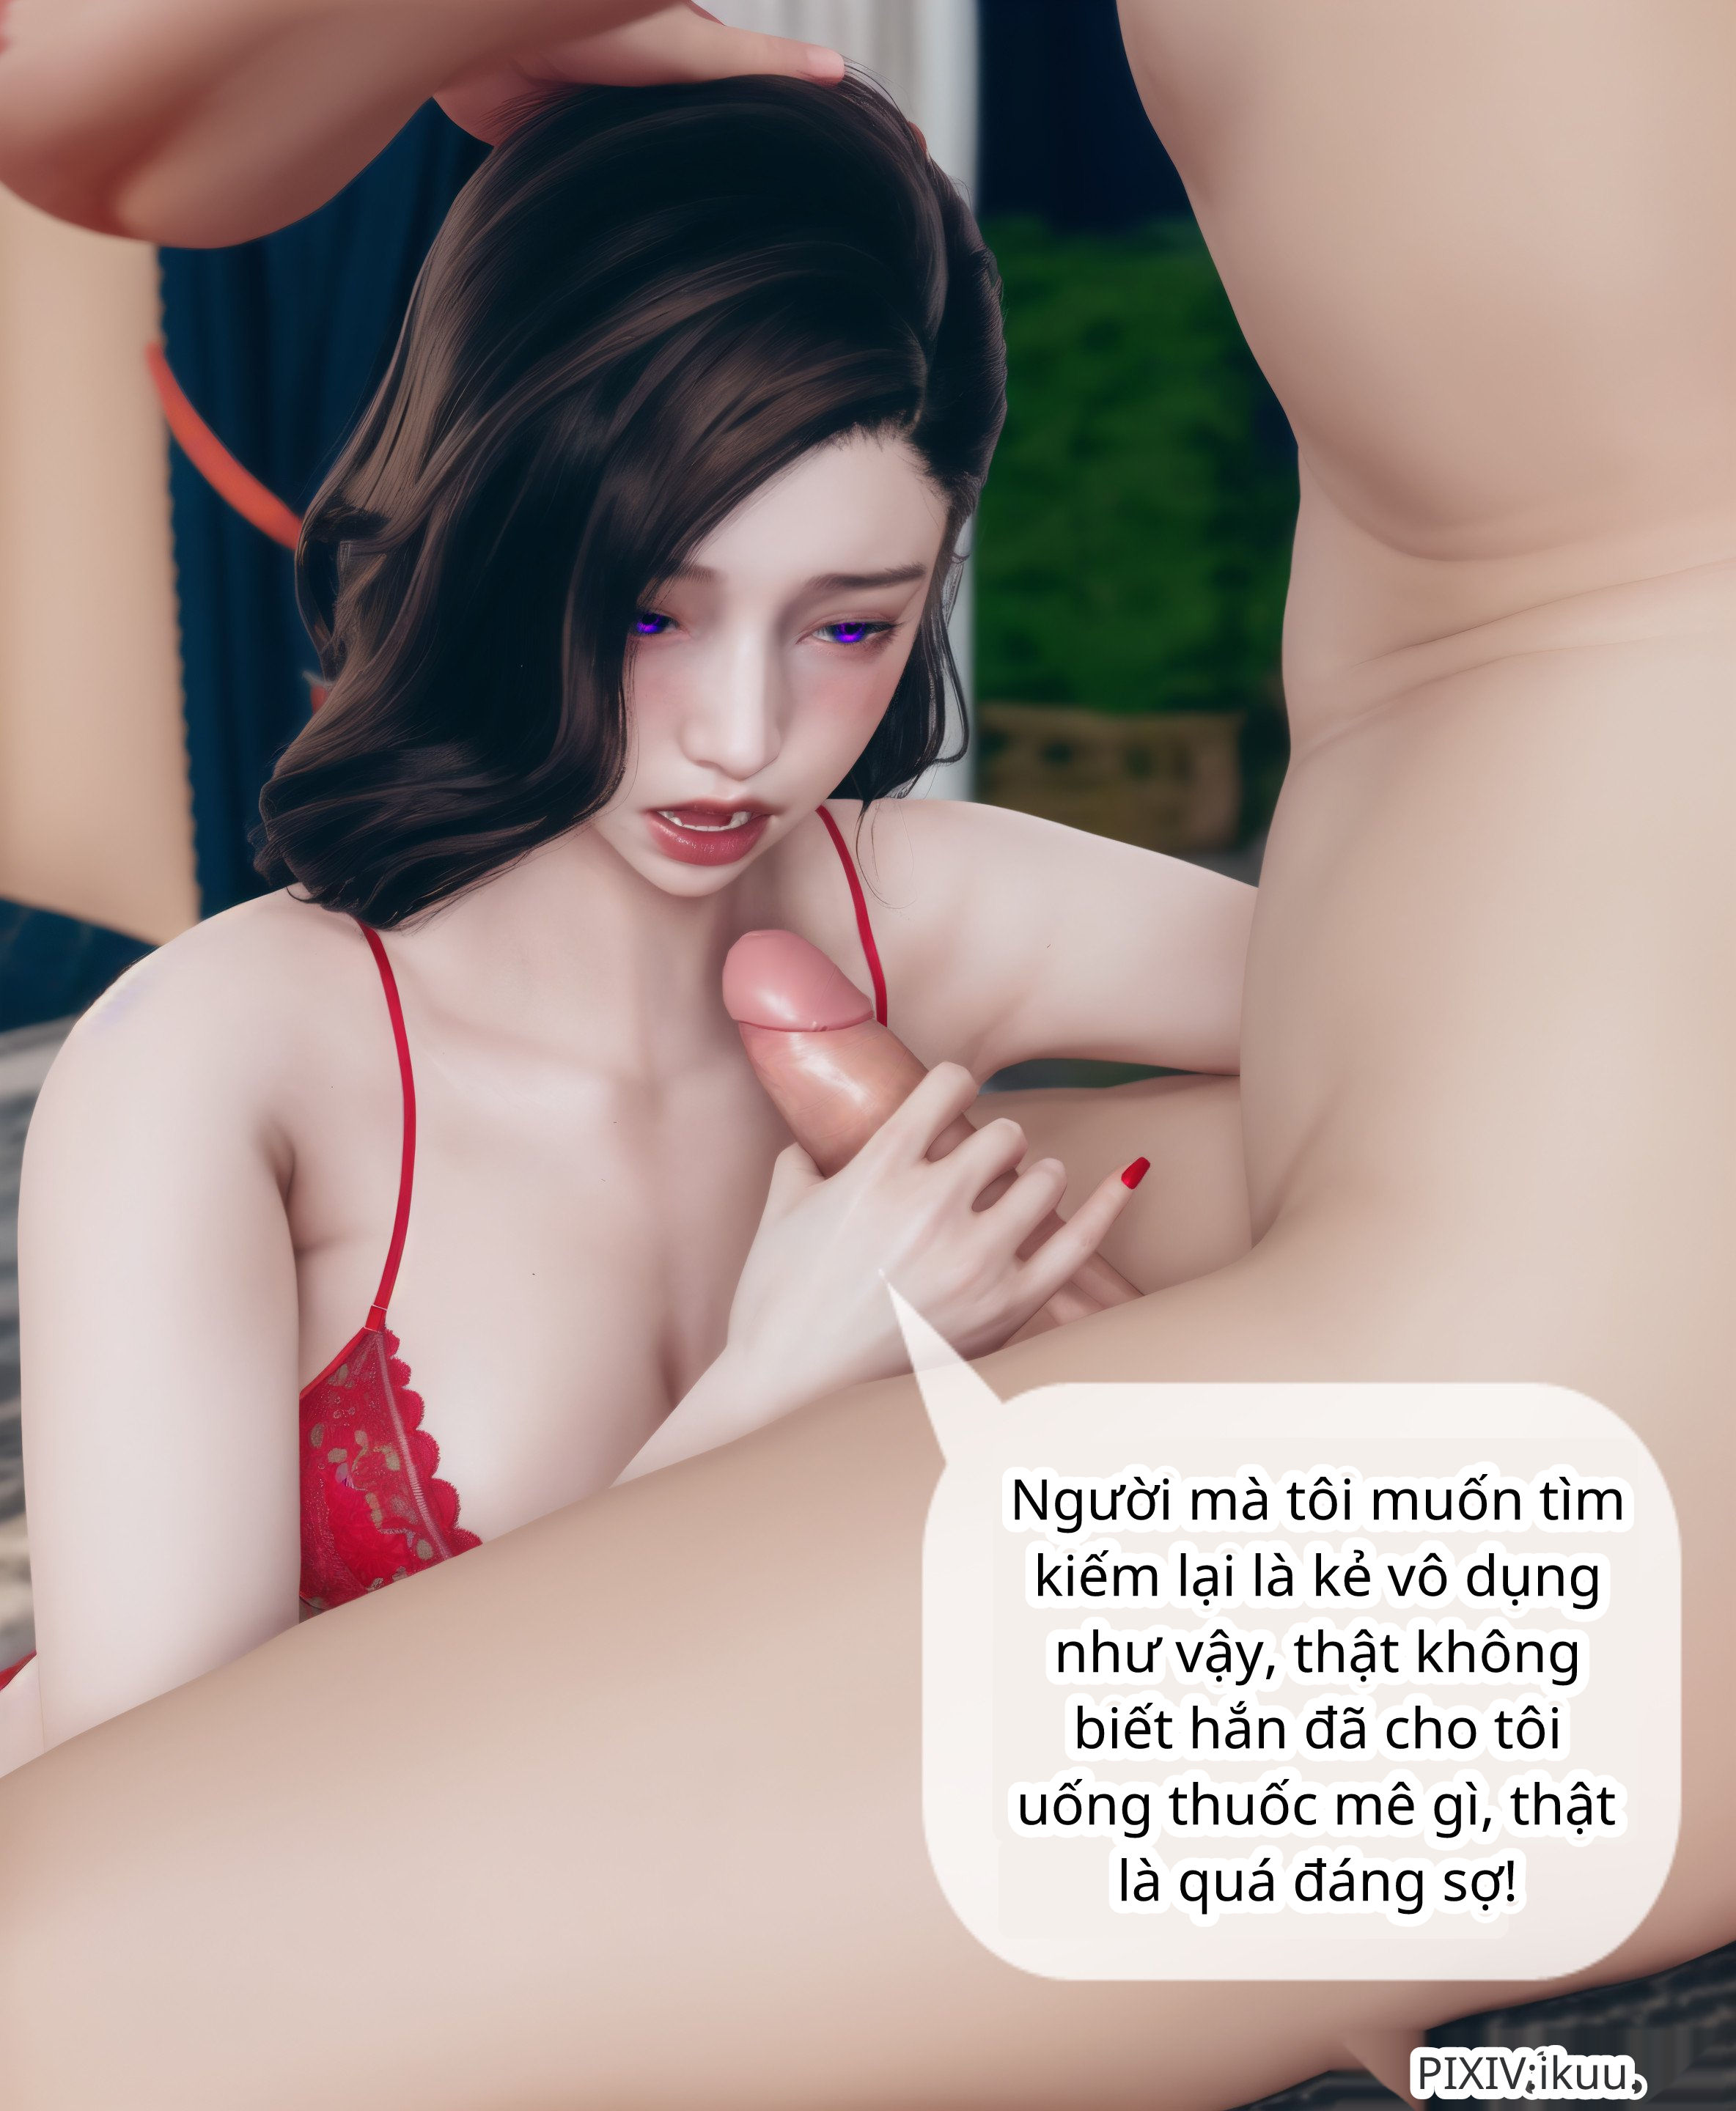 Người mà tôi muốn tìm
kiếm lại là kẻ vô dụng
như vậy, thật không
biết hắn đã cho tôi
uống thuốc mê gì, thật
là quá đáng sợ!
PIXIV;ikuu,